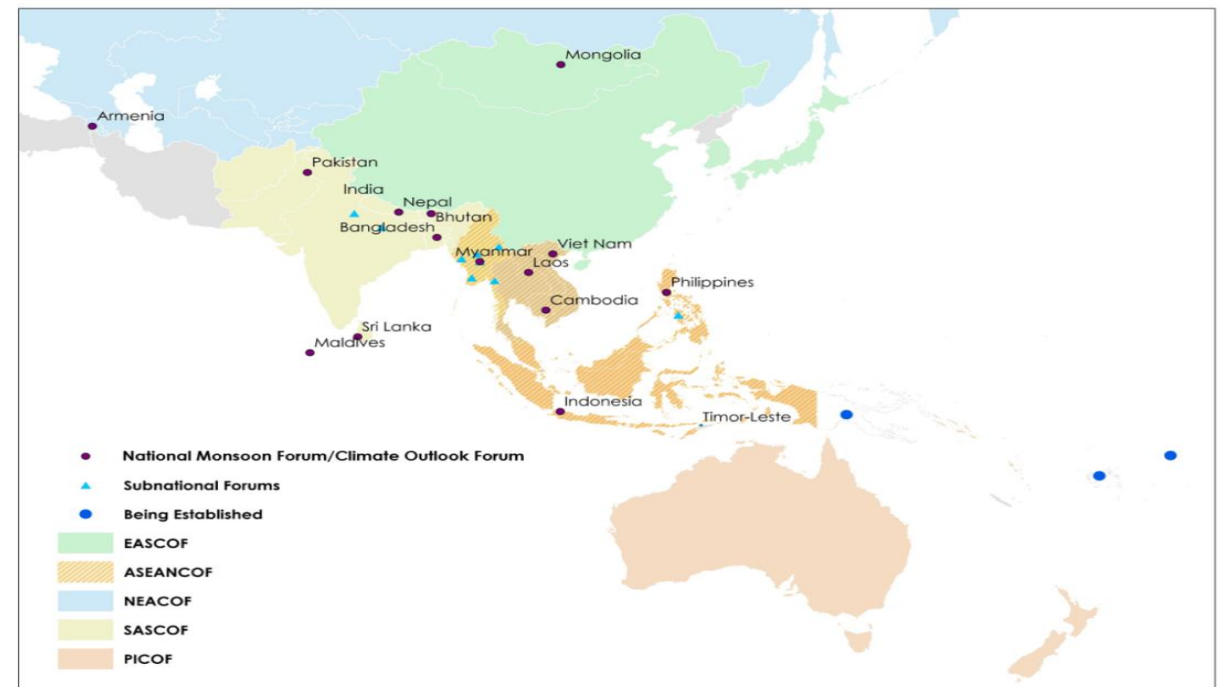 Mongolia
Armenia
Pakistan
India
Nepal
Bhutan
Bangladesh
Myanmar
Viet Nam
Laos
Philippines
Cambodia
Sri Lanka
Maldives
Indonesia
Timor-Leste
National Monsoon Forum/Climate Outlook Forum
Subnational Forums
Being Established
EASCOF
ASEANCOF
NEACOF
SASCOF
PICOF